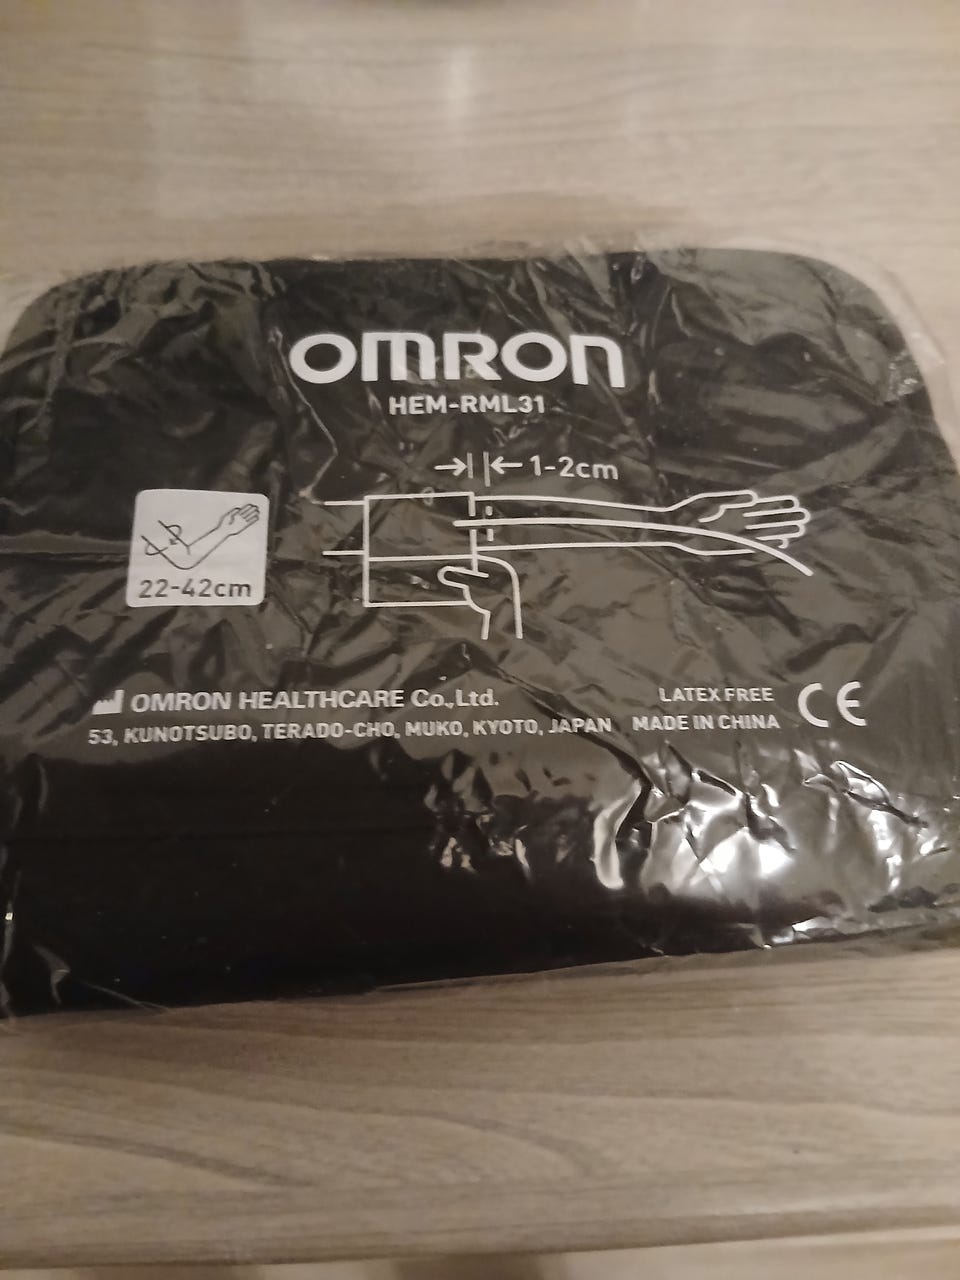 OMRON
HEM-RML31
1-2cm
22-42cm
OMRON HEALTHCARE Co.,Ltd.
53, KUNOTSUBO, TERADO-CHO, MUKO, KYOTO, JAPAN
LATEX FREE
MADE IN CHINA
CE